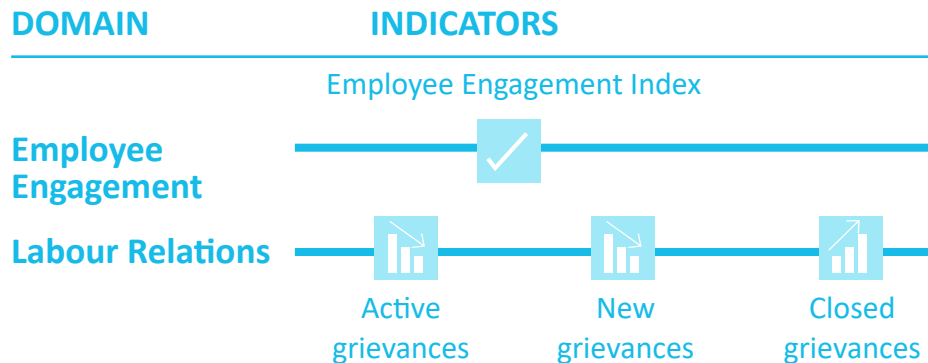 DOMAIN INDICATORS
Employee Engagement Index
Employee
Engagement
Labour Relations
Active
grievances
New
grievances
Closed
grievances